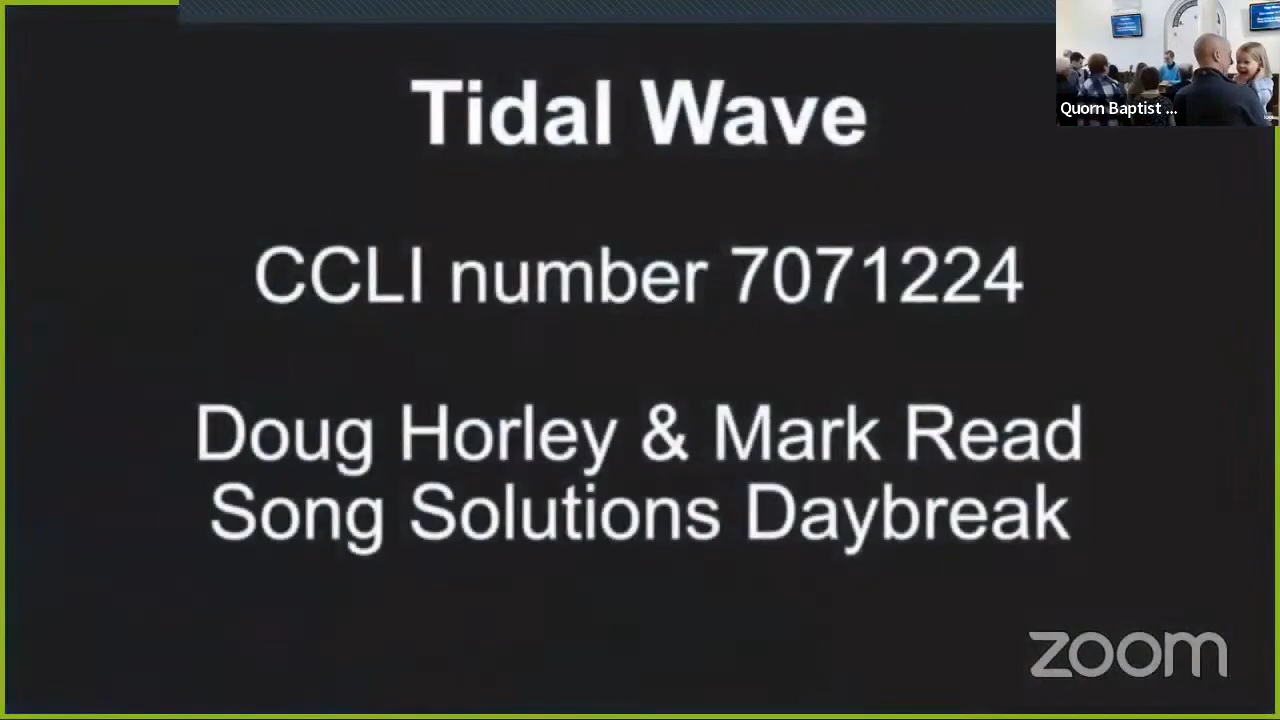 Tidal Wave
Quorn Baptist ...
CCLI number 7071224
Doug Horley & Mark Read
Song Solutions Daybreak
zoom